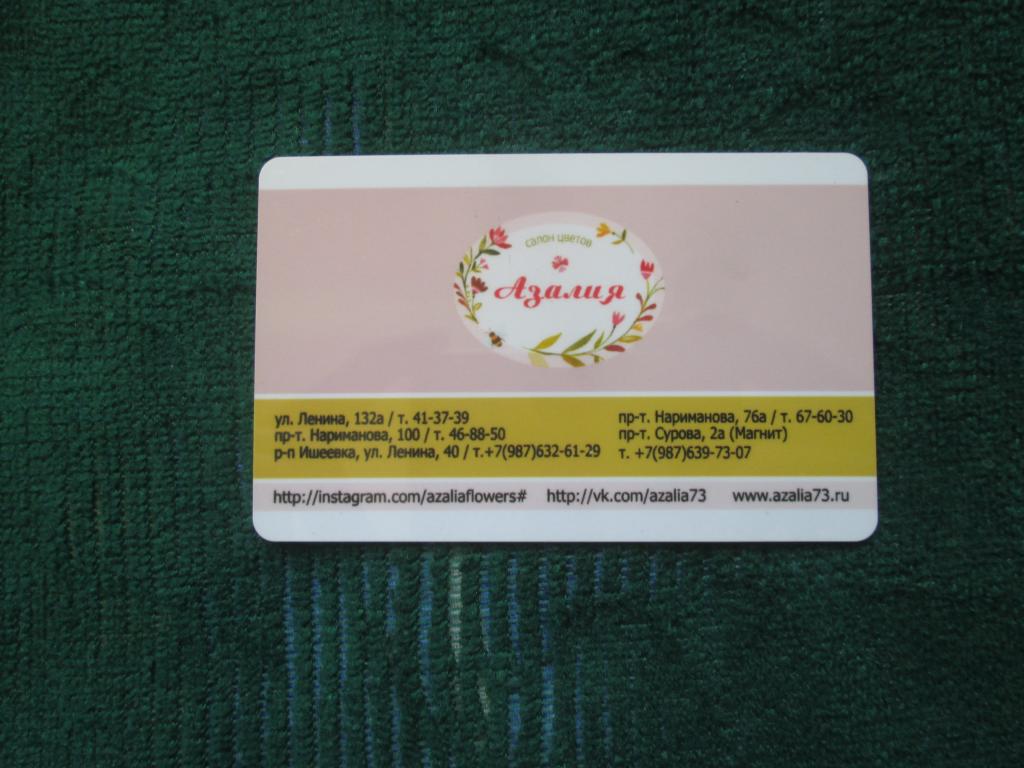 салон цветов
Азалия
ул. Ленина, 132а / т. 41-37-39
пр-т. Нариманова, 100 / т. 46-88-50
р-п Ишеевка, ул. Ленина, 40 / т.+7(987)632-61-29
пр-т. Нариманова, 76а / т. 67-60-30
пр-т. Сурова, 2а (Магнит)
т. +7(987)639-73-07
http://instagram.com/azaliaflowers# http://vk.com/azalia73 www.azalia73.ru